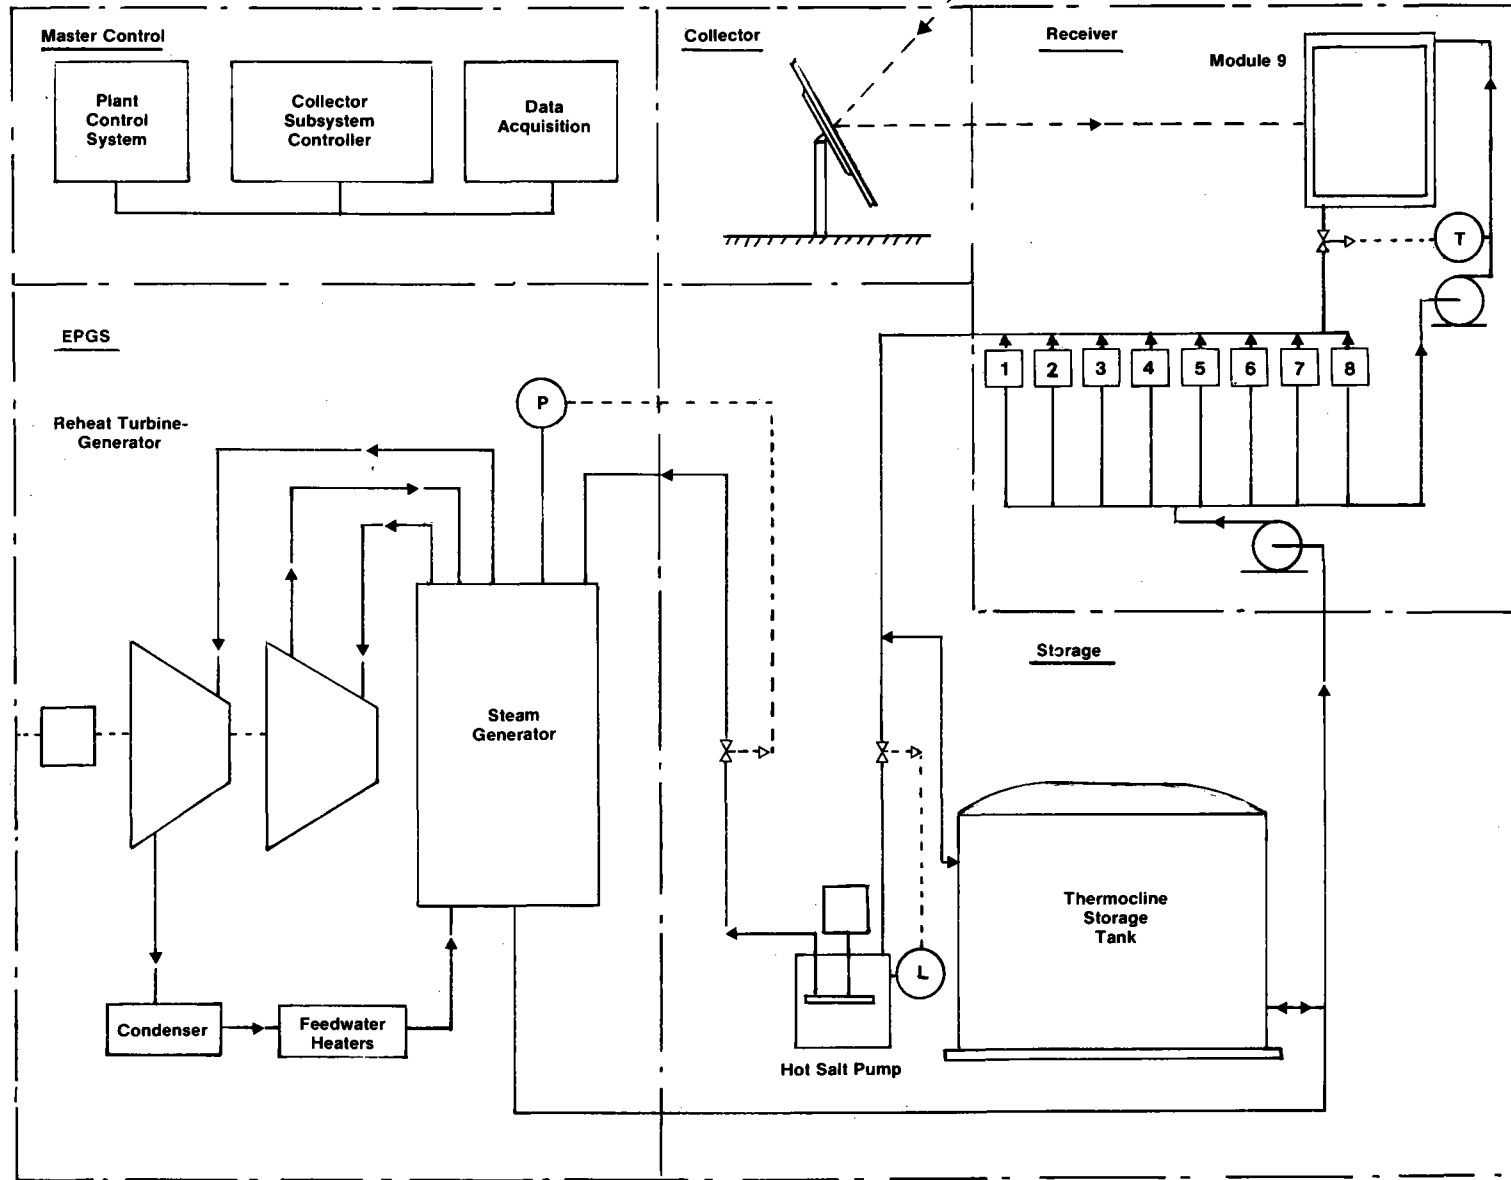 Master Control
Plant
Control
System
Collector
Subsystem
Controller
Data
Acquisition
Collector
Receiver
Module 9
T
1 2 3 4 5 6 7 8
EPGS
Reheat Turbine-
Generator
P
Steam
Generator
Condenser
Feedwater
Heaters
Storage
L
Hot Salt Pump
Thermocline
Storage
Tank